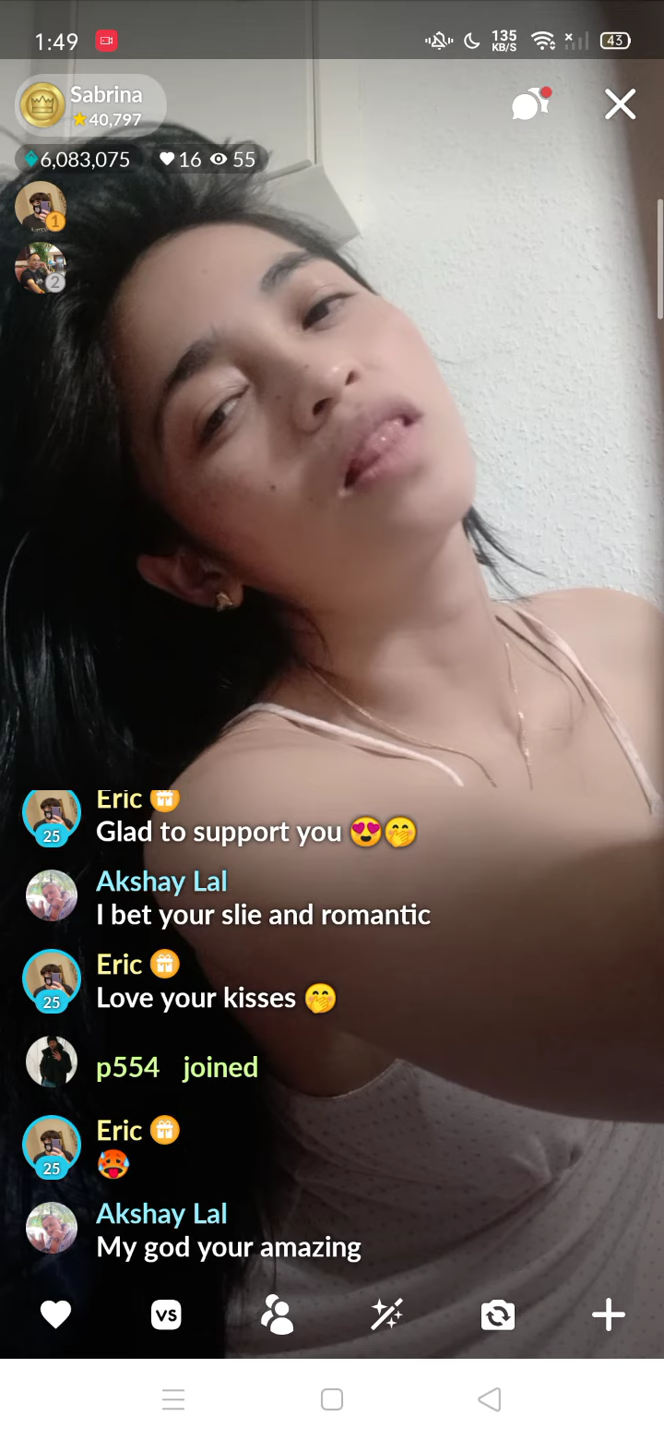 1:49
135
KB/S
43
Sabrina
40,797
6,083,075
16
55
1
2
Eric
Glad to support you
25
Akshay Lal
I bet your slie and romantic
Eric
Love your kisses
25
p554 joined
Eric
25
Akshay Lal
My god your amazing
VS